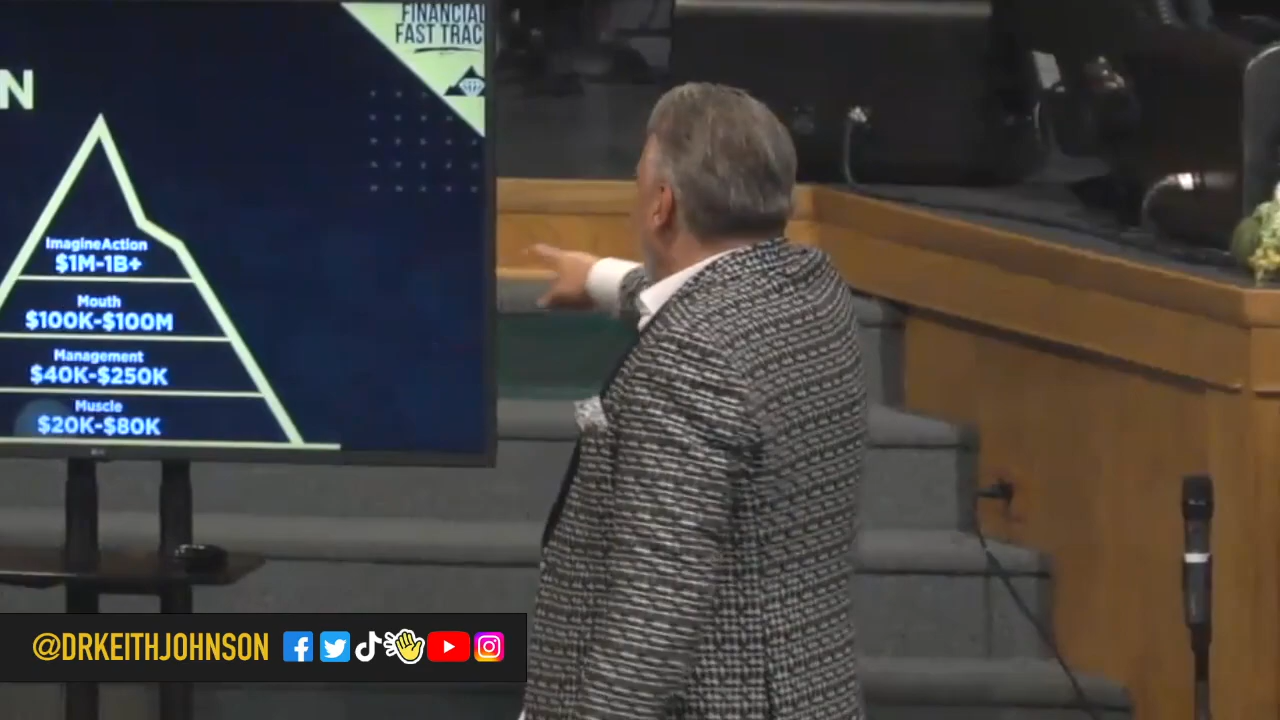 FINANCIAL
FAST TRAC
N
ImagineAction
$1M-1B+
Mouth
$100K-$100M
Management
$40K-$250K
Muscle
$20K-$80K
@DRKEITHJOHNSON